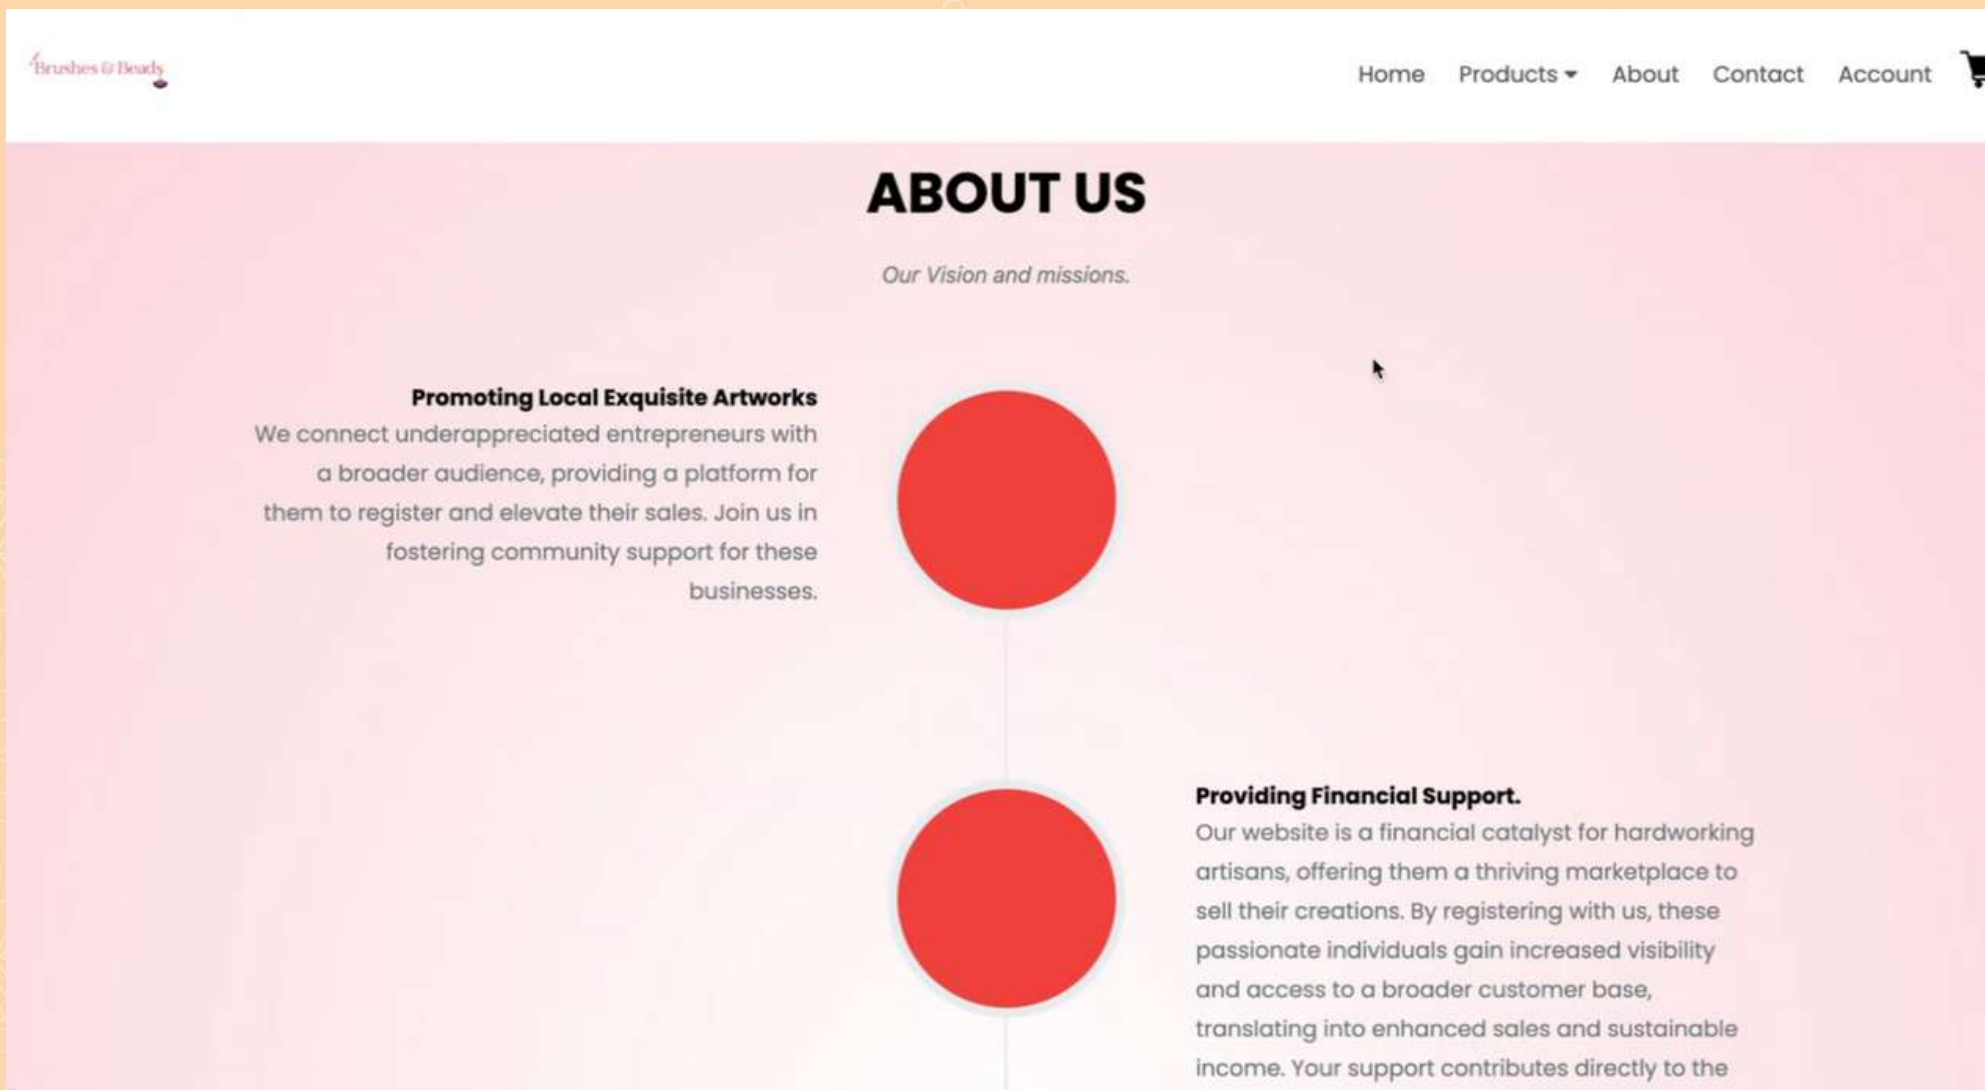 Brushes & Beads
Home Products About Contact Account
ABOUT US
Our Vision and missions.
Promoting Local Exquisite Artworks
We connect underappreciated entrepreneurs with
a broader audience, providing a platform for
them to register and elevate their sales. Join us in
fostering community support for these
businesses.
Providing Financial Support.
Our website is a financial catalyst for hardworking
artisans, offering them a thriving marketplace to
sell their creations. By registering with us, these
passionate individuals gain increased visibility
and access to a broader customer base,
translating into enhanced sales and sustainable
income. Your support contributes directly to the